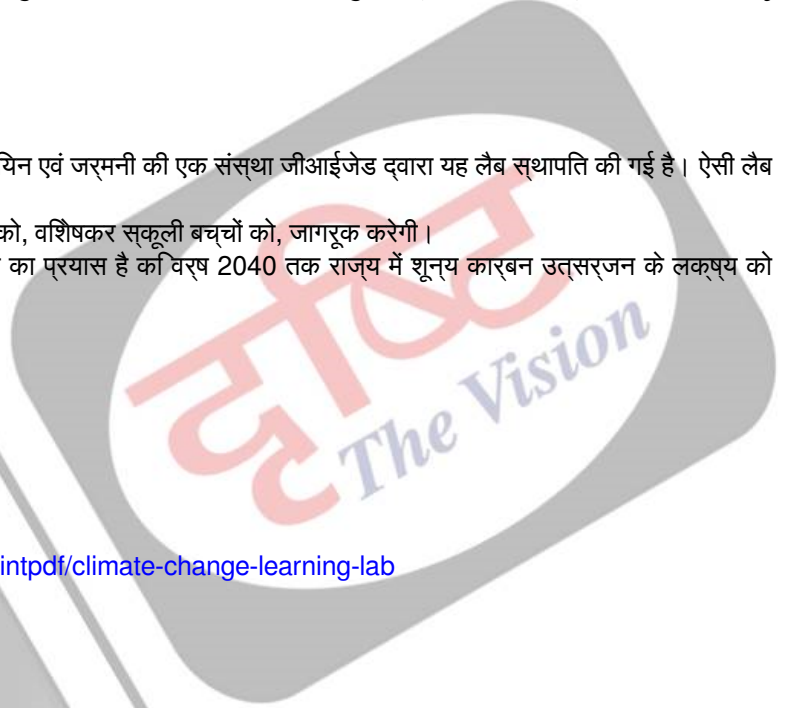 यिन एवं जर्मनी की एक संस्था जीआईजेड द्वारा यह लैब स्थापित की गई है। ऐसी लैब
को, विशेषकर स्कूली बच्चों को, जागरूक करेगी।
का प्रयास है कि वर्ष 2040 तक राज्य में शून्य कार्बन उत्सर्जन के लक्ष्य को
दृष्टि
The Vision
intpdf/climate-change-learning-lab